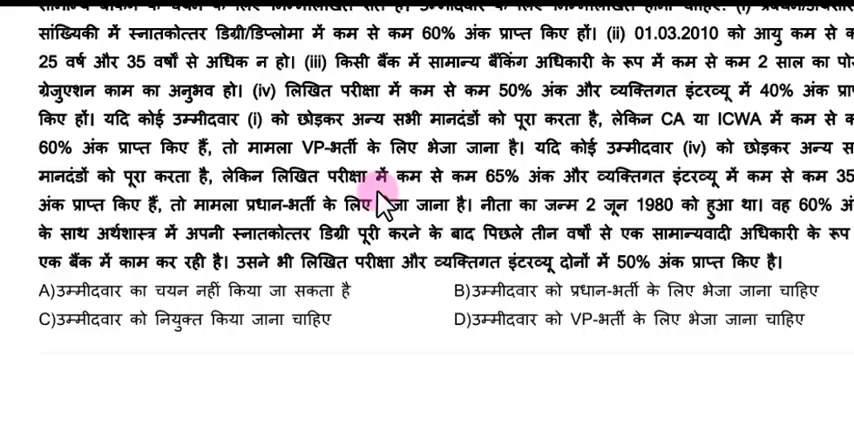 सांख्यिकी में स्नातकोत्तर डिग्री/डिप्लोमा में कम से कम 60% अंक प्राप्त किए हों। (ii) 01.03.2010 को आयु कम से
25 वर्ष और 35 वर्षों से अधिक न हो। (iii) किसी बैंक में सामान्य बैंकिंग अधिकारी के रूप में कम से कम 2 साल का
ग्रेजुएशन काम का अनुभव हो। (iv) लिखित परीक्षा में कम से कम 50% अंक और व्यक्तिगत इंटरव्यू में 40% अंक
किए हों। यदि कोई उम्मीदवार (i) को छोड़कर अन्य सभी मानदंडों को पूरा करता है, लेकिन CA या ICWA में कम से
60% अंक प्राप्त किए हैं, तो मामला VP-भर्ती के लिए भेजा जाना है। यदि कोई उम्मीदवार (iv) को छोड़कर अन्य
मानदंडों को पूरा करता है, लेकिन लिखित परीक्षा में कम से कम 65% अंक और व्यक्तिगत इंटरव्यू में कम से कम 35
अंक प्राप्त किए हैं, तो मामला प्रधान-भर्ती के लिए जाना है। नीता का जन्म 2 जून 1980 को हुआ था। वह 60%
के साथ अर्थशास्त्र में अपनी स्नातकोत्तर डिग्री पूरी करने के बाद पिछले तीन वर्षों से एक सामान्यवादी अधिकारी के रूप
एक बैंक में काम कर रही है। उसने भी लिखित परीक्षा और व्यक्तिगत इंटरव्यू दोनों में 50% अंक प्राप्त किए है।
A)उम्मीदवार का चयन नहीं किया जा सकता है B)उम्मीदवार को प्रधान-भर्ती के लिए भेजा जाना चाहिए
C)उम्मीदवार को नियुक्त किया जाना चाहिए D)उम्मीदवार को VP-भर्ती के लिए भेजा जाना चाहिए